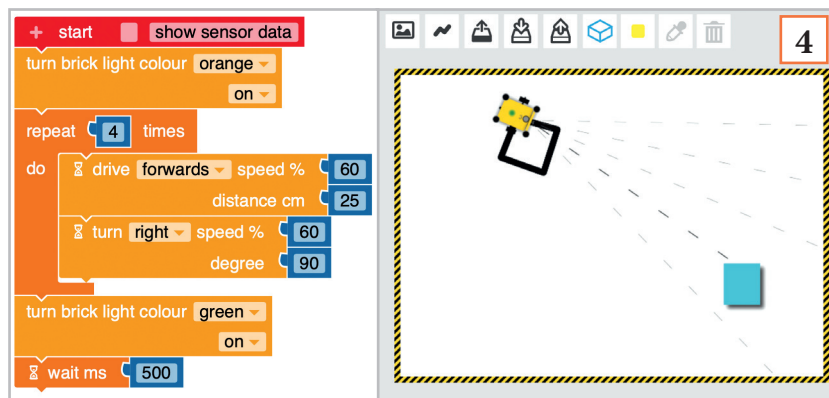 + start show sensor data
turn brick light colour orange
on
repeat 4 times
do drive forwards speed % 60
distance cm 25
turn right speed % 60
degree 90
turn brick light colour green
on
wait ms 500
4